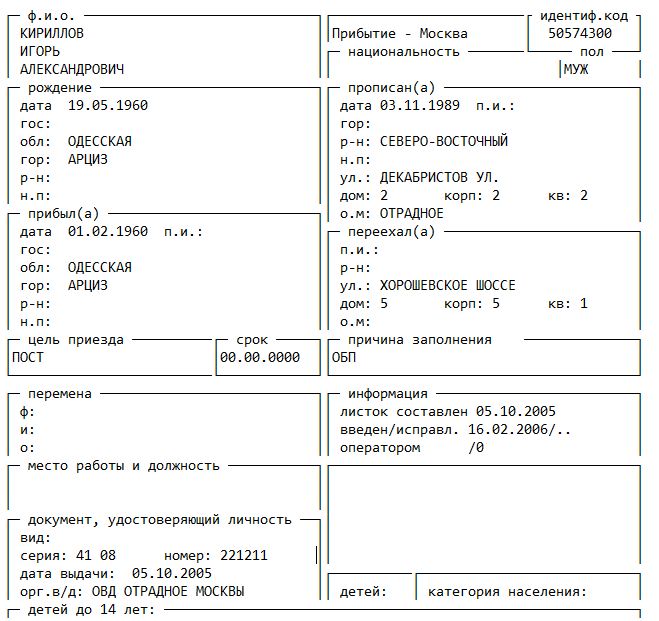 ф.и.о. идентиф.код
КИРИЛЛОВ Прибытие - Москва 50574300
ИГОРЬ национальность пол
АЛЕКСАНДРОВИЧ МУЖ
рождение прописан(а)
дата 19.05.1960 дата 03.11.1989 п.и.:
гос: гор:
обл: ОДЕССКАЯ р-н: СЕВЕРО-ВОСТОЧНЫЙ
гор: АРЦИЗ н.п:
р-н: ул.: ДЕКАБРИСТОВ УЛ.
н.п: дом: 2 корп: 2 кв: 2
прибыл(а) о.м: ОТРАДНОЕ
дата 01.02.1960 п.и.: переехал(а)
гос: п.и.:
обл: ОДЕССКАЯ р-н:
гор: АРЦИЗ ул.: ХОРОШЕВСКОЕ ШОССЕ
р-н: дом: 5 корп: 5 кв: 1
н.п: о.м:
цель приезда срок причина заполнения
ПОСТ 00.00.0000 ОБП
перемена информация
ф: листок составлен 05.10.2005
и: введен/исправл. 16.02.2006/..
о: оператором /0
место работы и должность
документ, удостоверяющий личность
вид:
серия: 41 08 номер: 221211
дата выдачи: 05.10.2005
орг.в/д: ОВД ОТРАДНОЕ МОСКВЫ детей: категория населения:
детей до 14 лет: